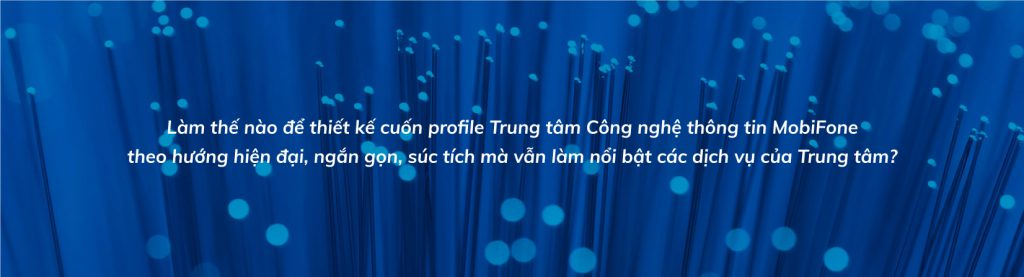 Làm thế nào để thiết kế cuốn profile Trung tâm Công nghệ thông tin MobiFone
theo hướng hiện đại, ngắn gọn, súc tích mà vẫn làm nổi bật các dịch vụ của Trung tâm?